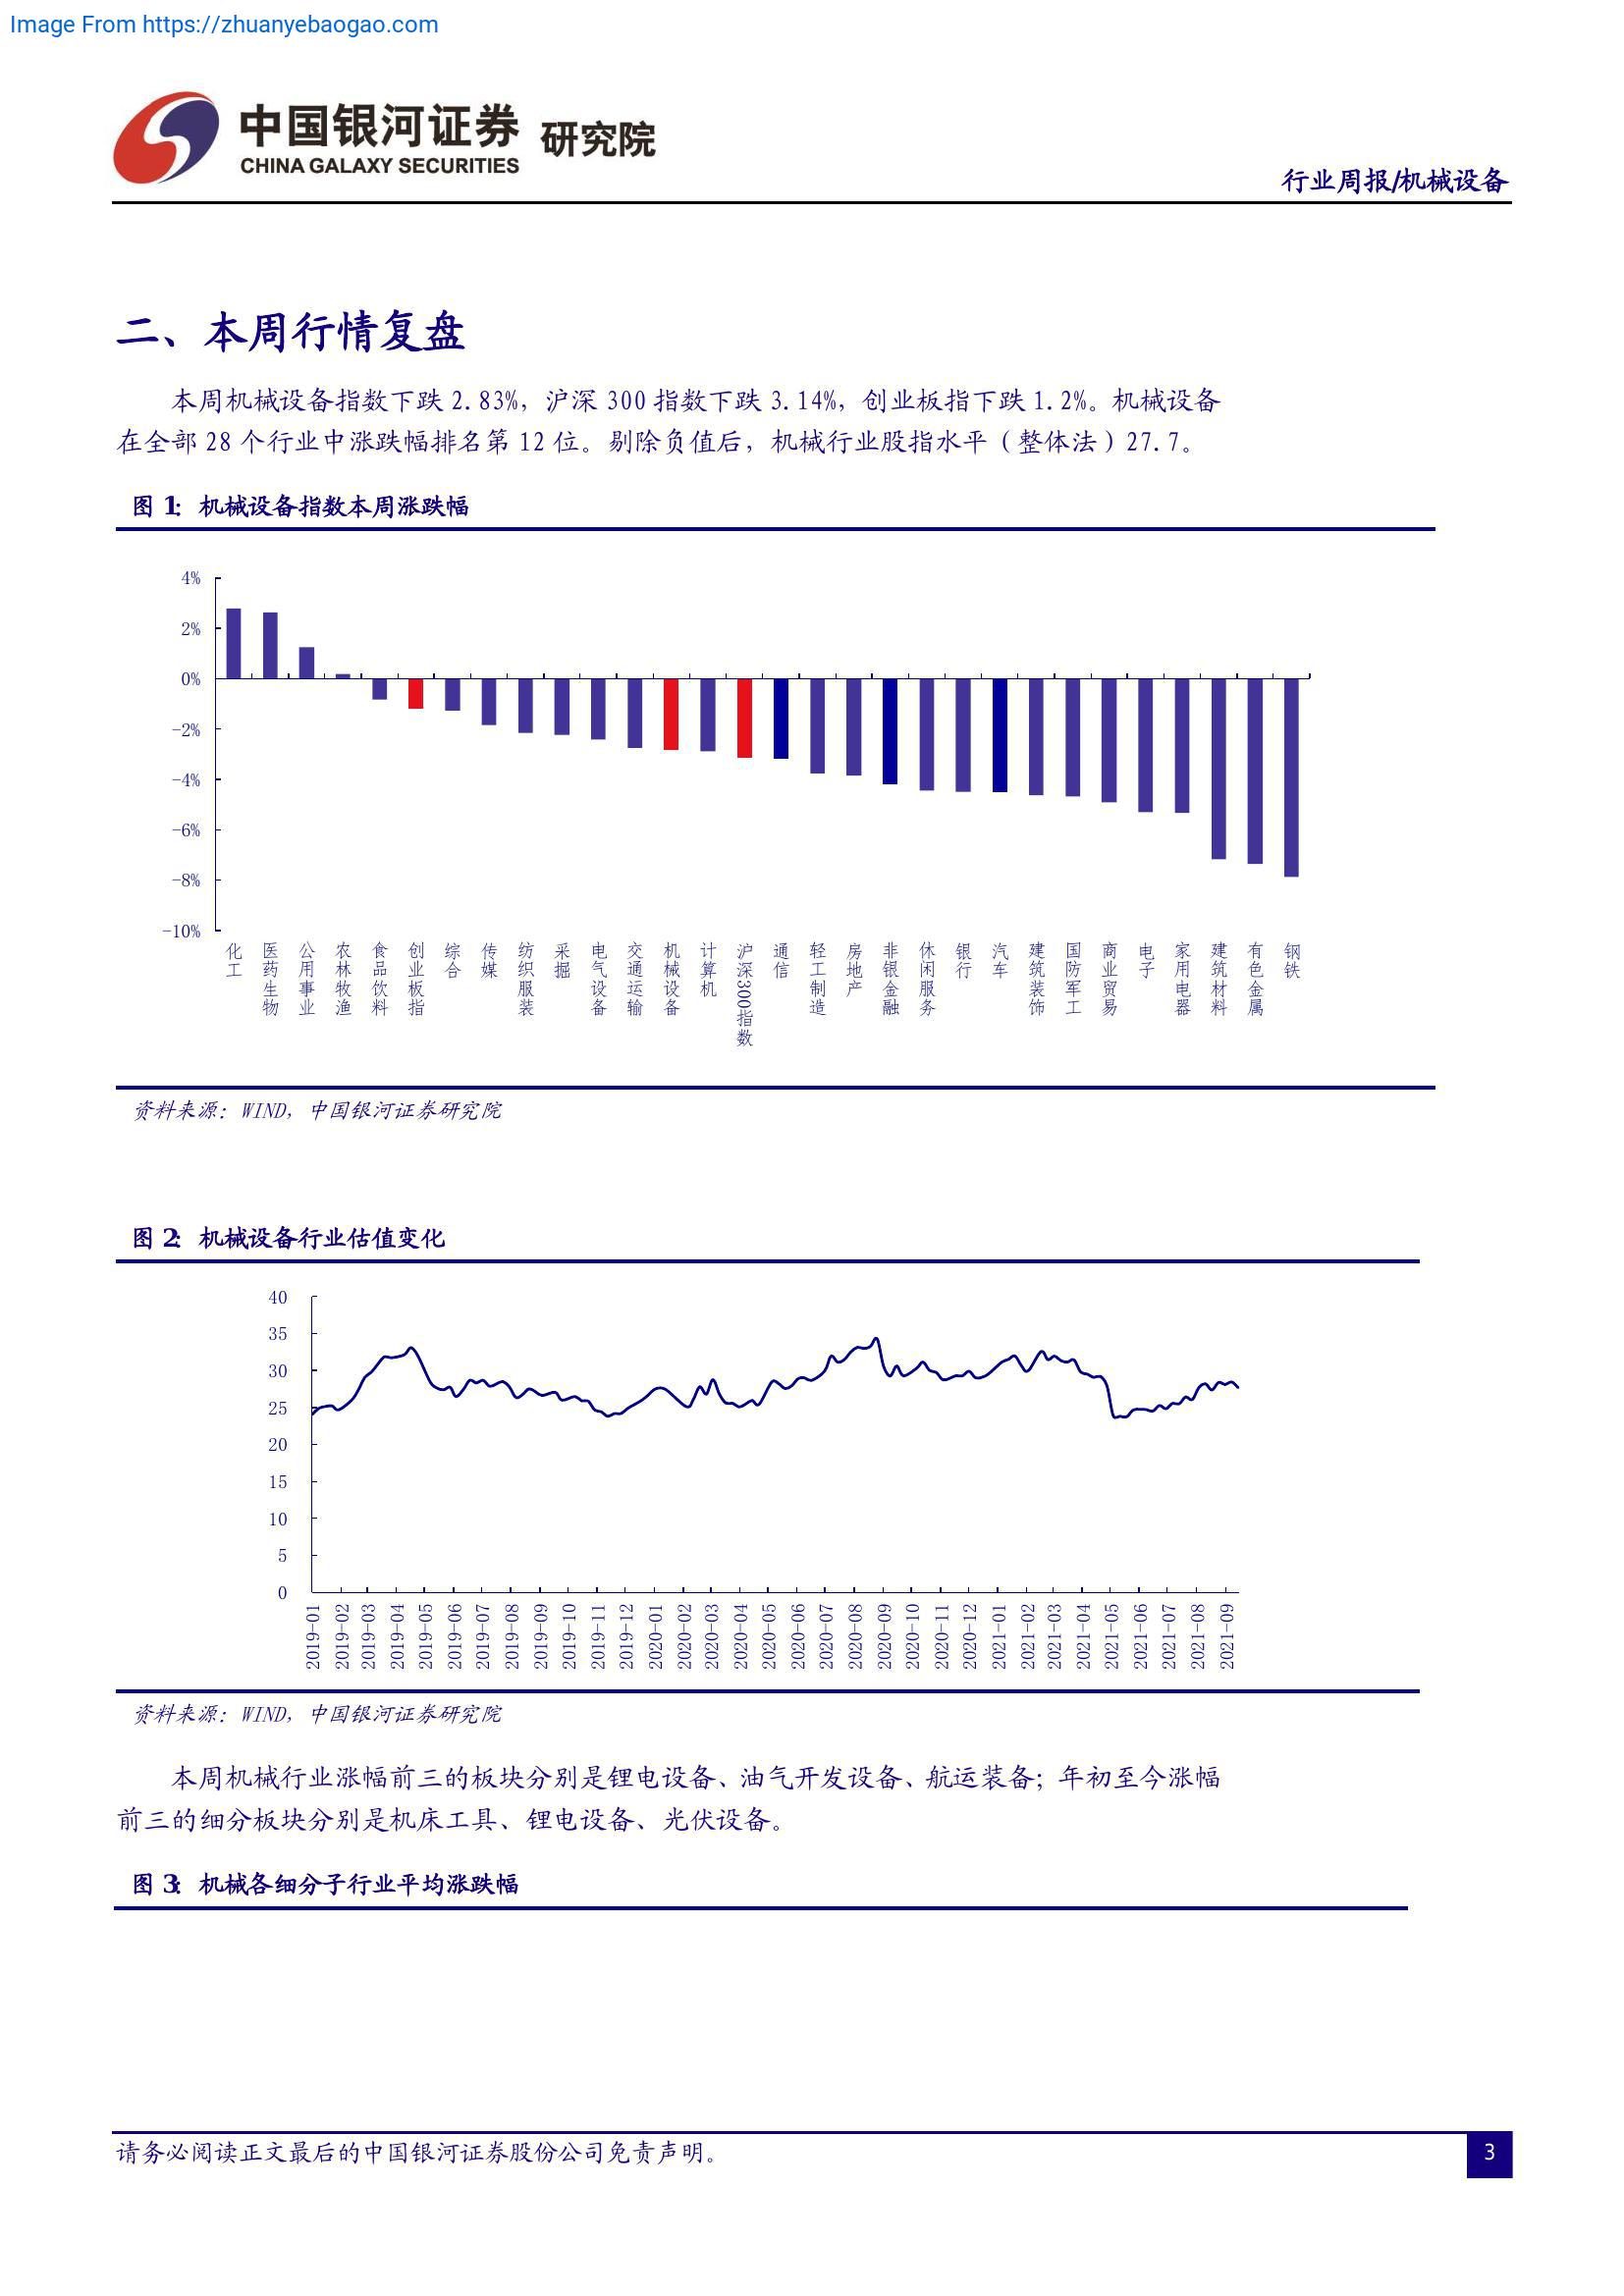 Image From https://zhuanyebaogao.com
中国银河证券 研究院
CHINA GALAXY SECURITIES
行业周报/机械设备
二、本周行情复盘
本周机械设备指数下跌 2.83%，沪深 300 指数下跌 3.14%，创业板指下跌 1.2%。机械设备
在全部 28 个行业中涨跌幅排名第 12 位。剔除负值后，机械行业股指水平（整体法）27.7。
图 1: 机械设备指数本周涨跌幅
4%
2%
0%
-2%
-4%
-6%
-8%
-10%
化工
医药生物
公用事业
农林牧渔
食品饮料
创业板指
综合
传媒
纺织服装
采掘
电气设备
交通运输
机械设备
计算机
沪深300指数
通信
轻工制造
房地产
非银金融
休闲服务
银行
汽车
建筑装饰
国防军工
商业贸易
电子
家用电器
建筑材料
有色金属
钢铁
资料来源：WIND，中国银河证券研究院
图 2: 机械设备行业估值变化
40
35
30
25
20
15
10
5
0
2019-01
2019-02
2019-03
2019-04
2019-05
2019-06
2019-07
2019-08
2019-09
2019-10
2019-11
2019-12
2020-01
2020-02
2020-03
2020-04
2020-05
2020-06
2020-07
2020-08
2020-09
2020-10
2020-11
2020-12
2021-01
2021-02
2021-03
2021-04
2021-05
2021-06
2021-07
2021-08
2021-09
资料来源：WIND，中国银河证券研究院
本周机械行业涨幅前三的板块分别是锂电设备、油气开发设备、航运装备；年初至今涨幅
前三的细分板块分别是机床工具、锂电设备、光伏设备。
图 3: 机械各细分子行业平均涨跌幅
请务必阅读正文最后的中国银河证券股份公司免责声明。
3